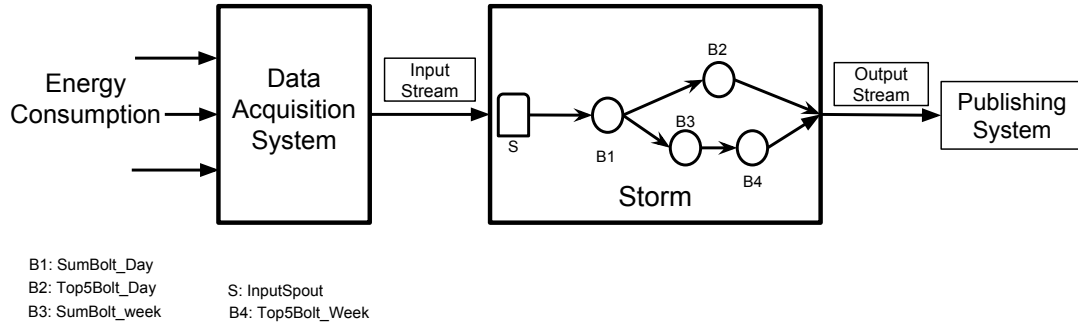 Energy
Consumption
Data
Acquisition
System
Input
Stream
S
B1
B2
B3
B4
Storm
Output
Stream
Publishing
System
B1: SumBolt_Day
B2: Top5Bolt_Day
B3: SumBolt_week
S: InputSpout
B4: Top5Bolt_Week